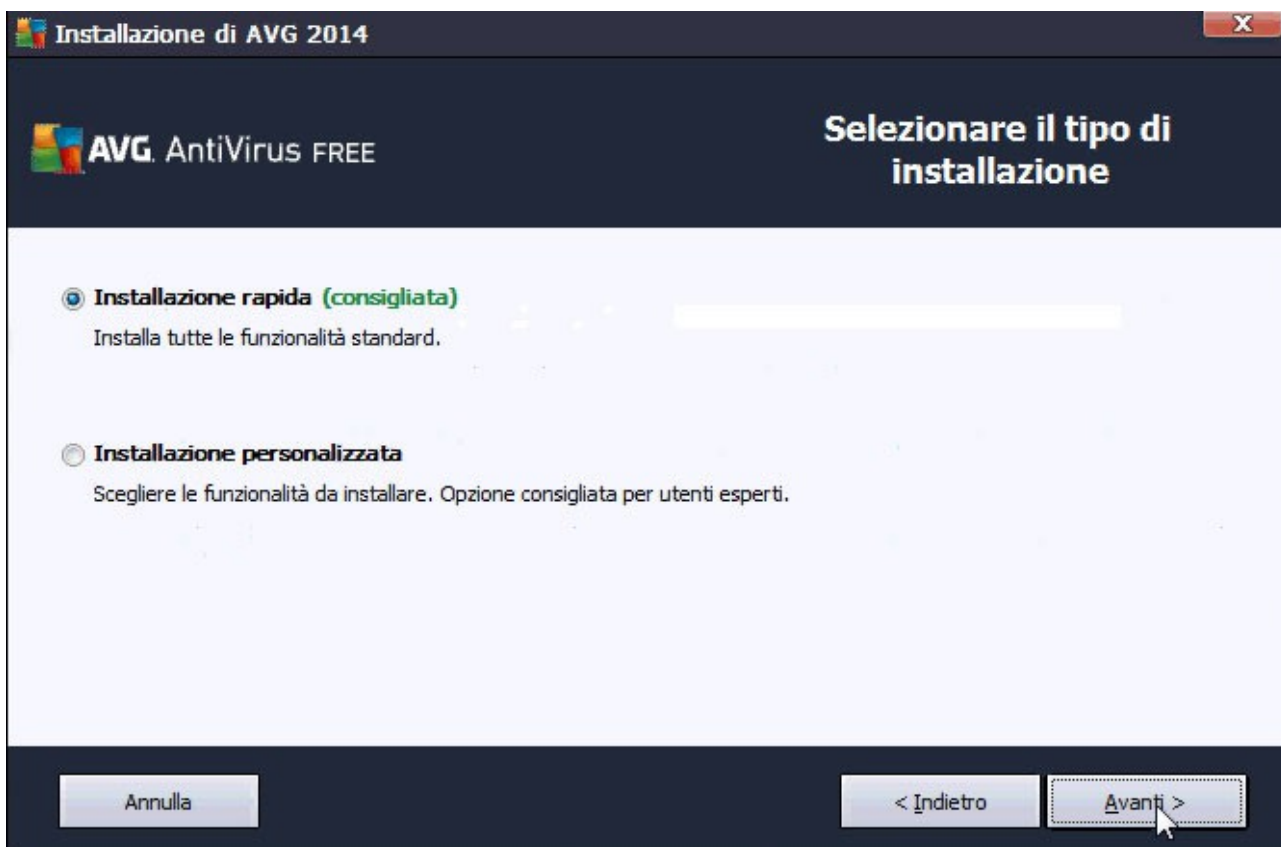 Installazione di AVG 2014
X
AVG. AntiVirus FREE
Selezionare il tipo di
installazione
Installazione rapida (consigliata)
Installa tutte le funzionalità standard.
Installazione personalizzata
Scegliere le funzionalità da installare. Opzione consigliata per utenti esperti.
Annulla
< Indietro
Avanti >